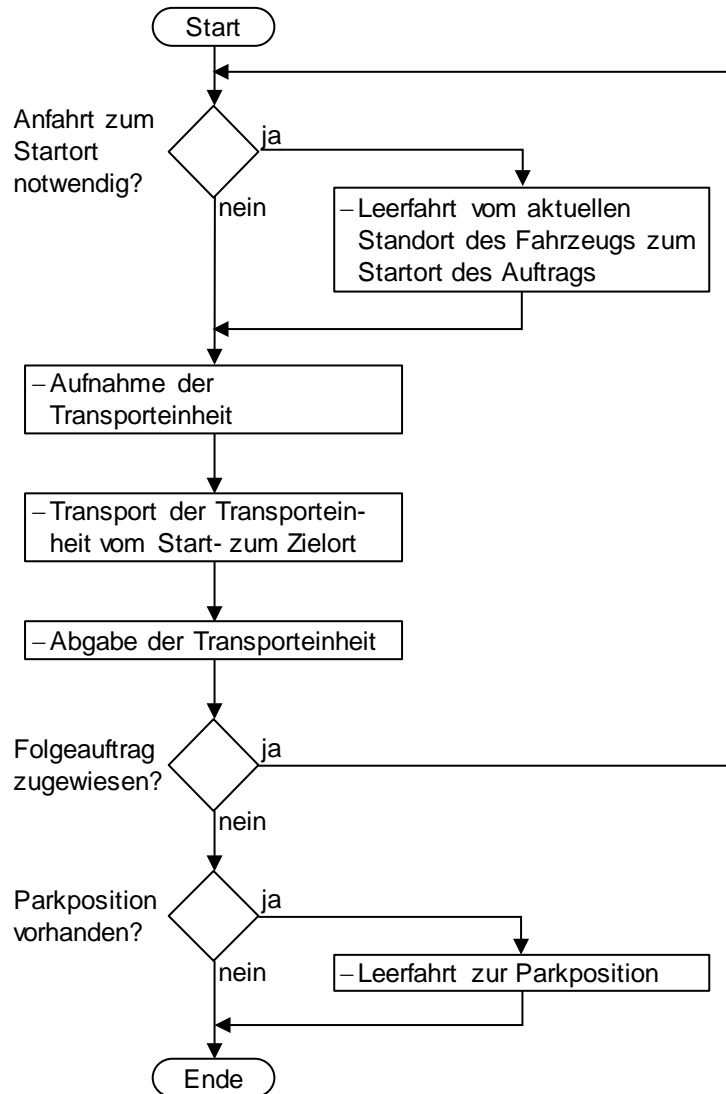 Start
Anfahrt zum
Startort
notwendig?
ja
nein
– Leerfahrt vom aktuellen
Standort des Fahrzeugs zum
Startort des Auftrags
– Aufnahme der
Transporteinheit
– Transport der Transportein-
heit vom Start- zum Zielort
– Abgabe der Transporteinheit
Folgeauftrag
zugewiesen?
ja
nein
Parkposition
vorhanden?
ja
nein
– Leerfahrt zur Parkposition
Ende